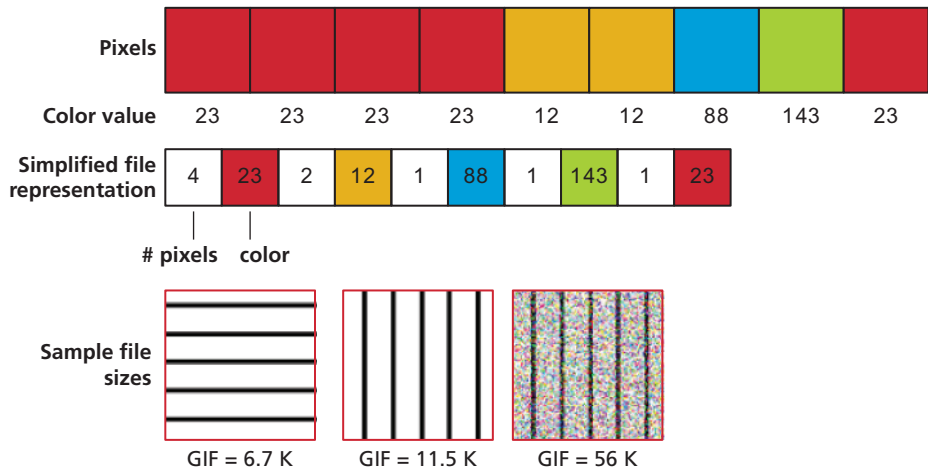 Pixels
Color value 23 23 23 23 12 12 88 143 23
Simplified file
representation
4 23 2 12 1 88 1 143 1 23
# pixels color
Sample file
sizes
GIF = 6.7 K GIF = 11.5 K GIF = 56 K